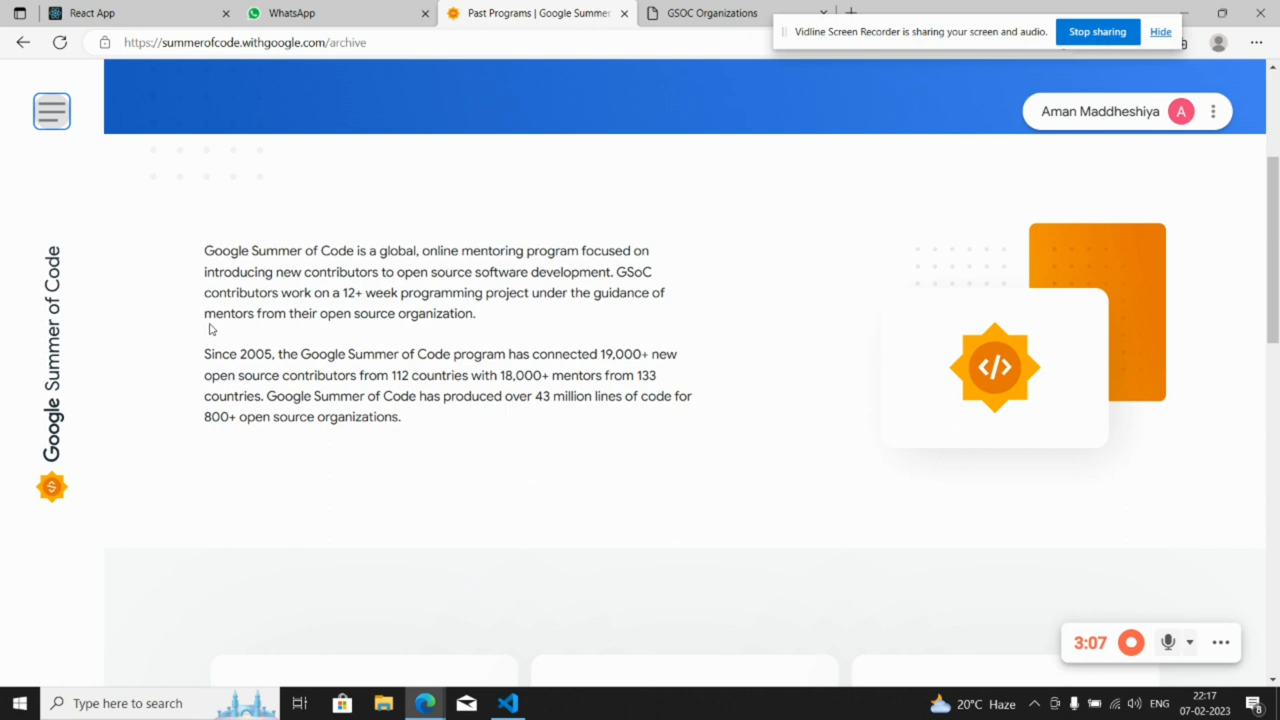 React App
WhatsApp
Past Programs | Google Summer
GSOC Organizations
https://summerofcode.withgoogle.com/archive
Vidline Screen Recorder is sharing your screen and audio.
Stop sharing
Hide
Aman Maddheshiya
A
Google Summer of Code
Google Summer of Code is a global, online mentoring program focused on
introducing new contributors to open source software development. GSoC
contributors work on a 12+ week programming project under the guidance of
mentors from their open source organization.
Since 2005, the Google Summer of Code program has connected 19,000+ new
open source contributors from 112 countries with 18,000+ mentors from 133
countries. Google Summer of Code has produced over 43 million lines of code for
800+ open source organizations.
</>
3:07
Type here to search
20°C Haze
ENG
22:17
07-02-2023
8